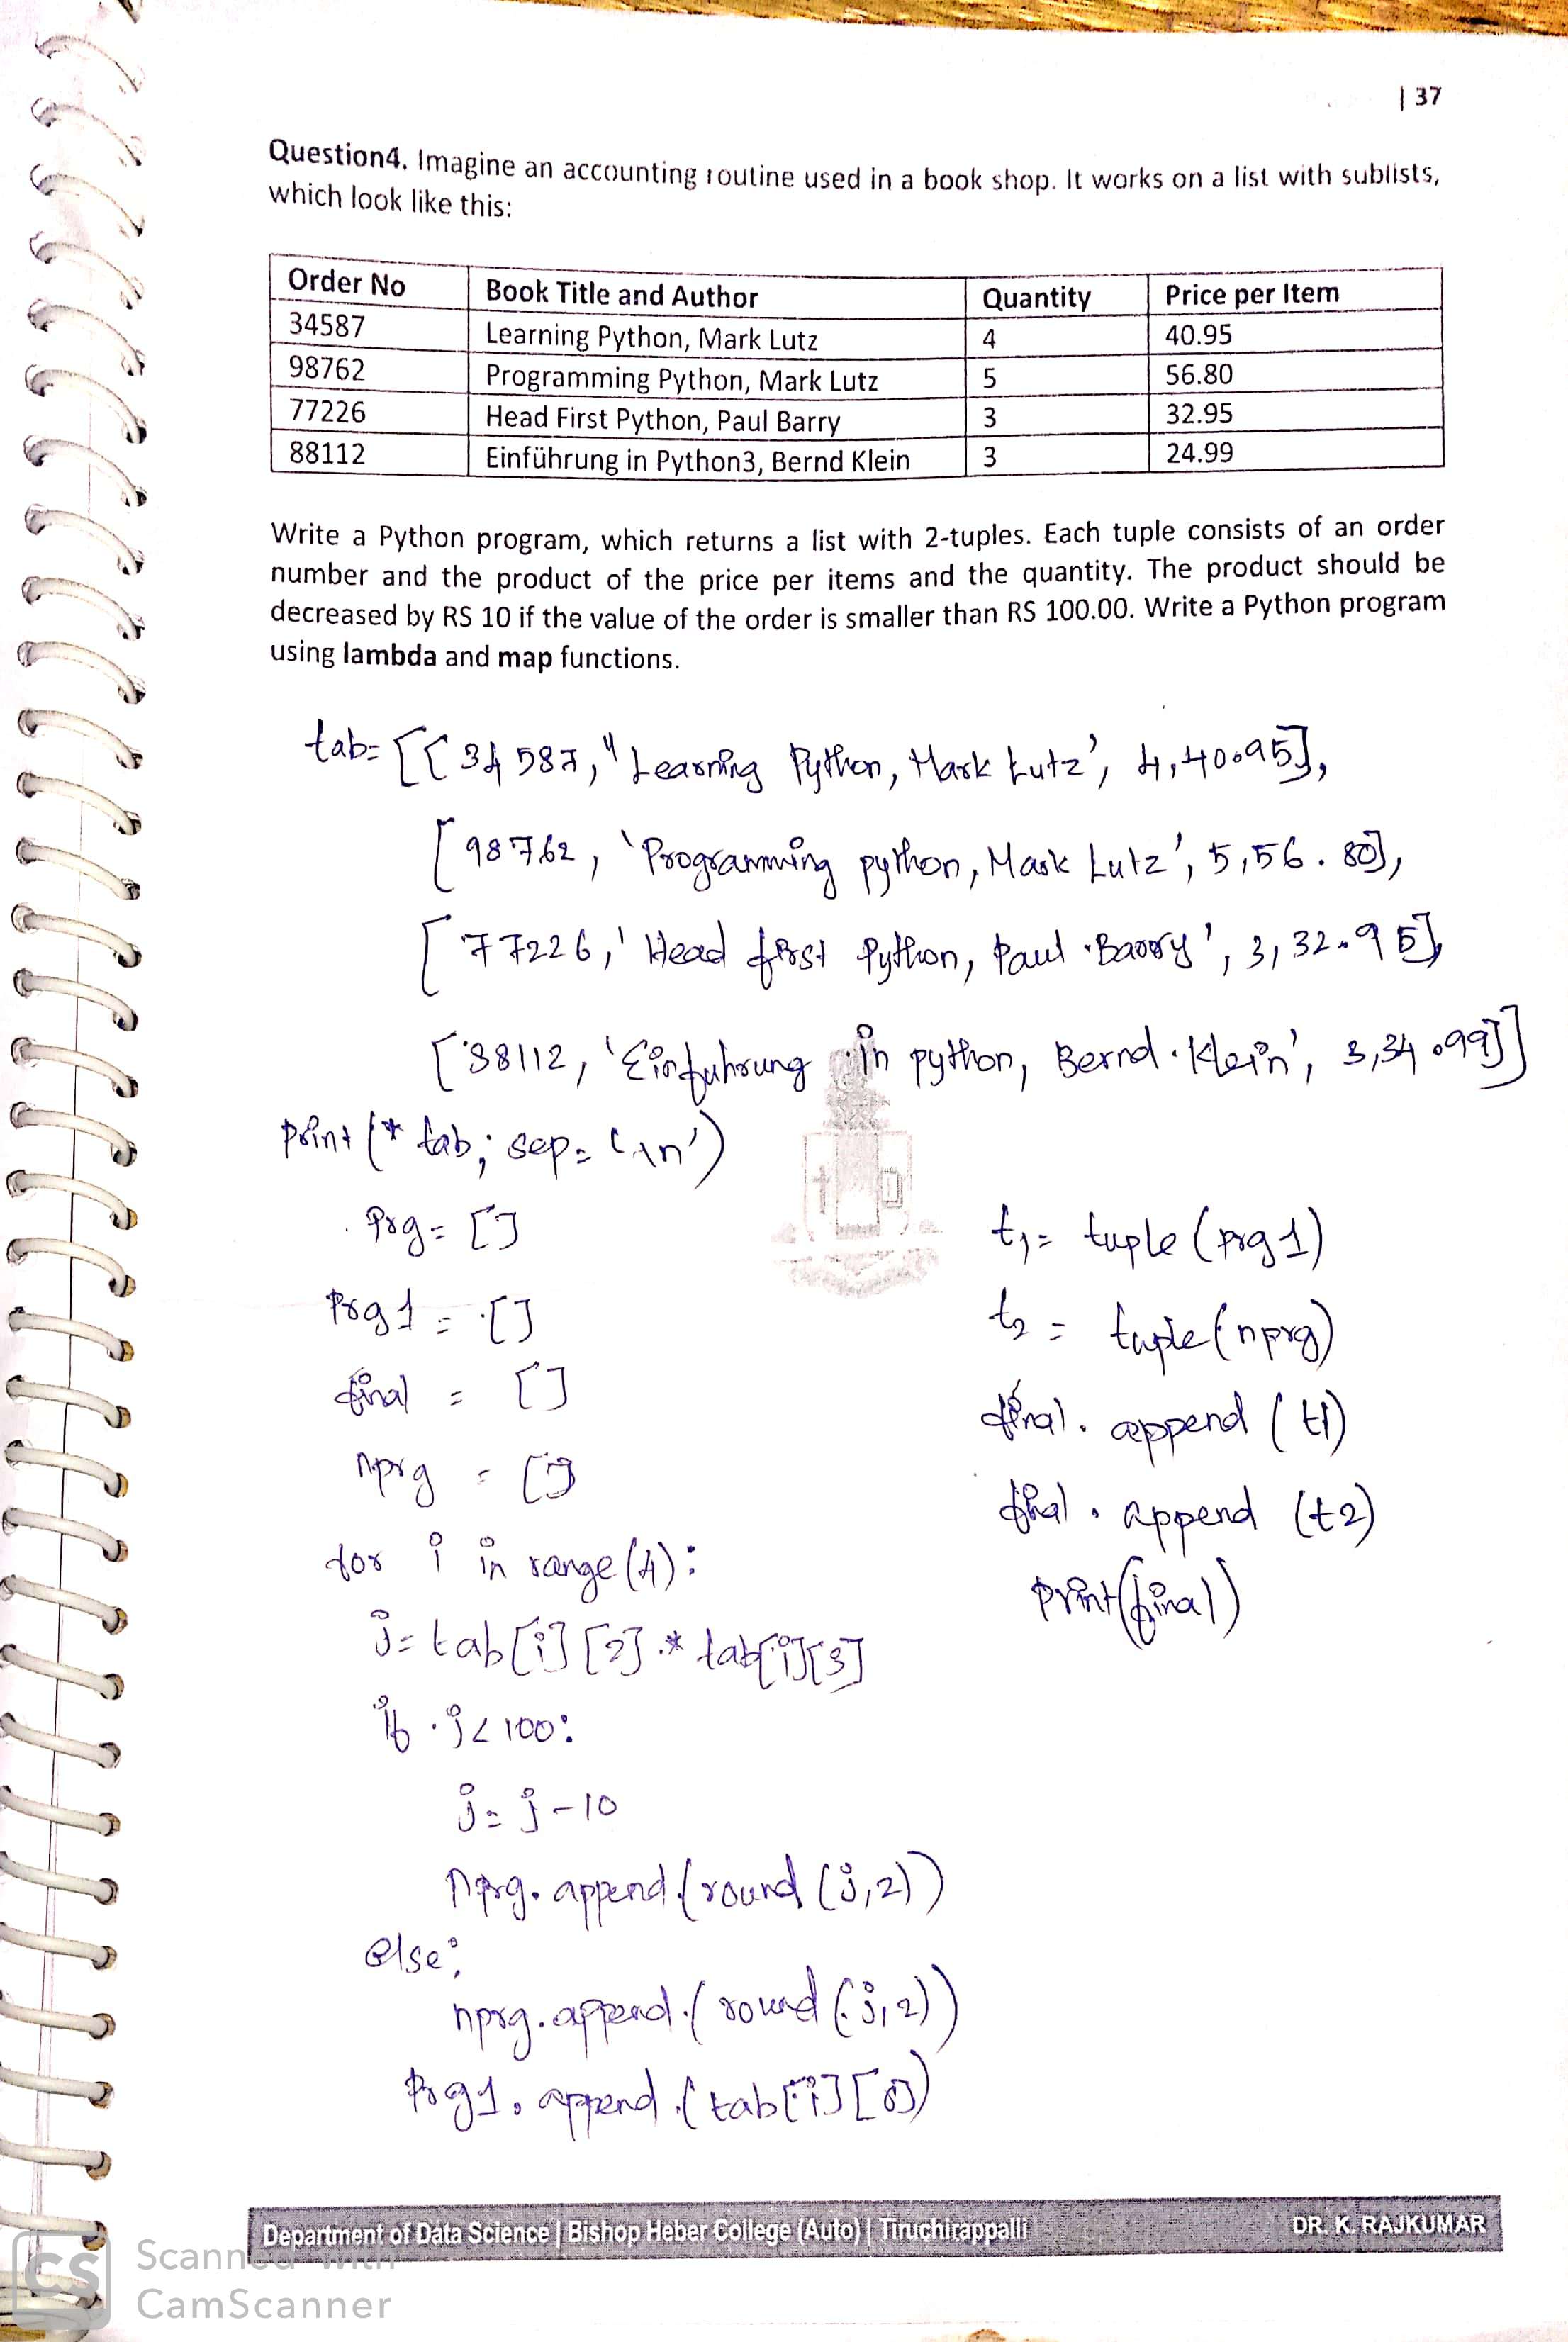 | 37
Question4. Imagine an accounting routine used in a book shop. It works on a list with sublists,
which look like this:
Order No Book Title and Author Quantity Price per Item
34587 Learning Python, Mark Lutz 4 40.95
98762 Programming Python, Mark Lutz 5 56.80
77226 Head First Python, Paul Barry 3 32.95
88112 Einführung in Python3, Bernd Klein 3 24.99
Write a Python program, which returns a list with 2-tuples. Each tuple consists of an order
number and the product of the price per items and the quantity. The product should be
decreased by RS 10 if the value of the order is smaller than RS 100.00. Write a Python program
using lambda and map functions.
tab= [[34587," Learning Python, Mark Lutz', 4,40.95],
[98762, 'Programming python, Mark Lutz', 5,56.80],
[77226,' Head first Python, Paul Barry', 3,32.95],
[88112, 'Einfuhrung in python, Bernd Klein', 3,34.99]]
print (* tab; sep= '\n')
Prg= []
Prg1 = []
final = []
nprg = []
for i in range(4):
j= tab[i][2] * tab[i][3]
if j<100:
j= j-10
nprg.append(round(j,2))
else:
nprg.append(round(j,2))
Prg1.append(tab[i][0])
t1= tuple (prg1)
t2 = tuple(nprg)
final. append (t1)
final. append (t2)
print(final)
Department of Data Science | Bishop Heber College (Auto) | Tiruchirappalli DR. K. RAJKUMAR
CS Scanned with
CamScanner